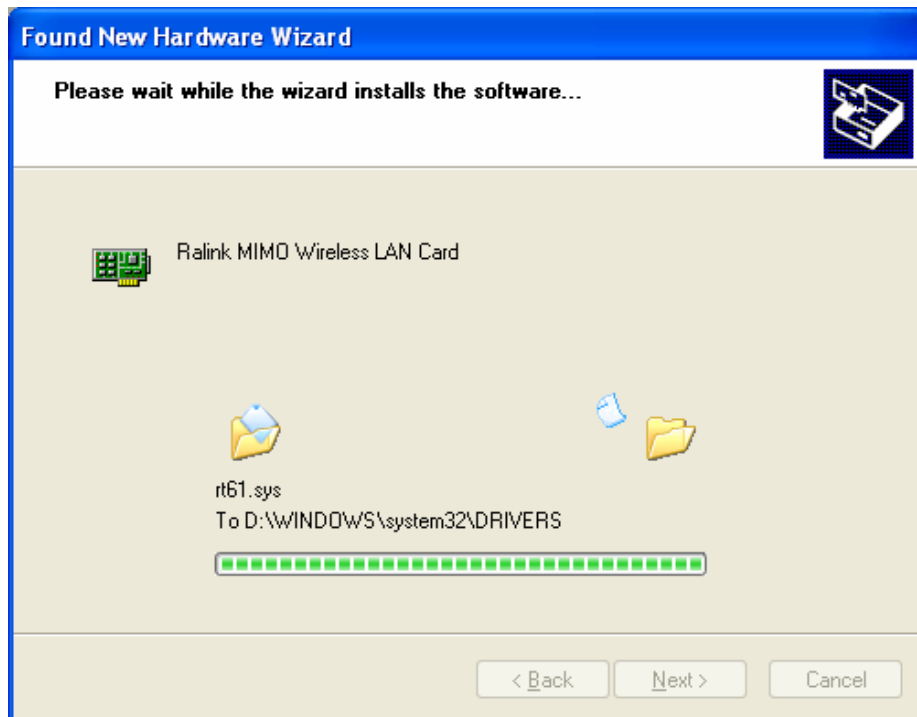 Found New Hardware Wizard
Please wait while the wizard installs the software...
Ralink MIMO Wireless LAN Card
rt61.sys
To D:\WINDOWS\system32\DRIVERS
< Back
Next >
Cancel